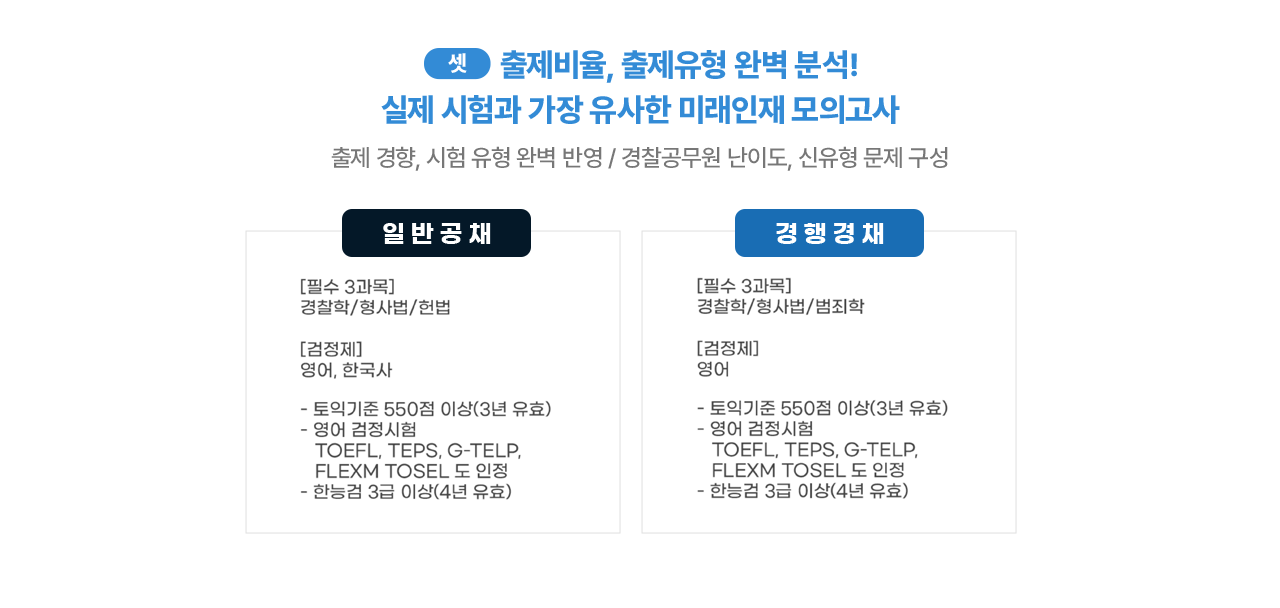 셋 출제비율, 출제유형 완벽 분석!
실제 시험과 가장 유사한 미래인재 모의고사
출제 경향, 시험 유형 완벽 반영 / 경찰공무원 난이도, 신유형 문제 구성
일반공채
[필수 3과목]
경찰학/형사법/헌법
[검정제]
영어, 한국사
- 토익기준 550점 이상(3년 유효)
- 영어 검정시험
TOEFL, TEPS, G-TELP,
FLEXM TOSEL 도 인정
- 한능검 3급 이상(4년 유효)
경행경채
[필수 3과목]
경찰학/형사법/범죄학
[검정제]
영어
- 토익기준 550점 이상(3년 유효)
- 영어 검정시험
TOEFL, TEPS, G-TELP,
FLEXM TOSEL 도 인정
- 한능검 3급 이상(4년 유효)